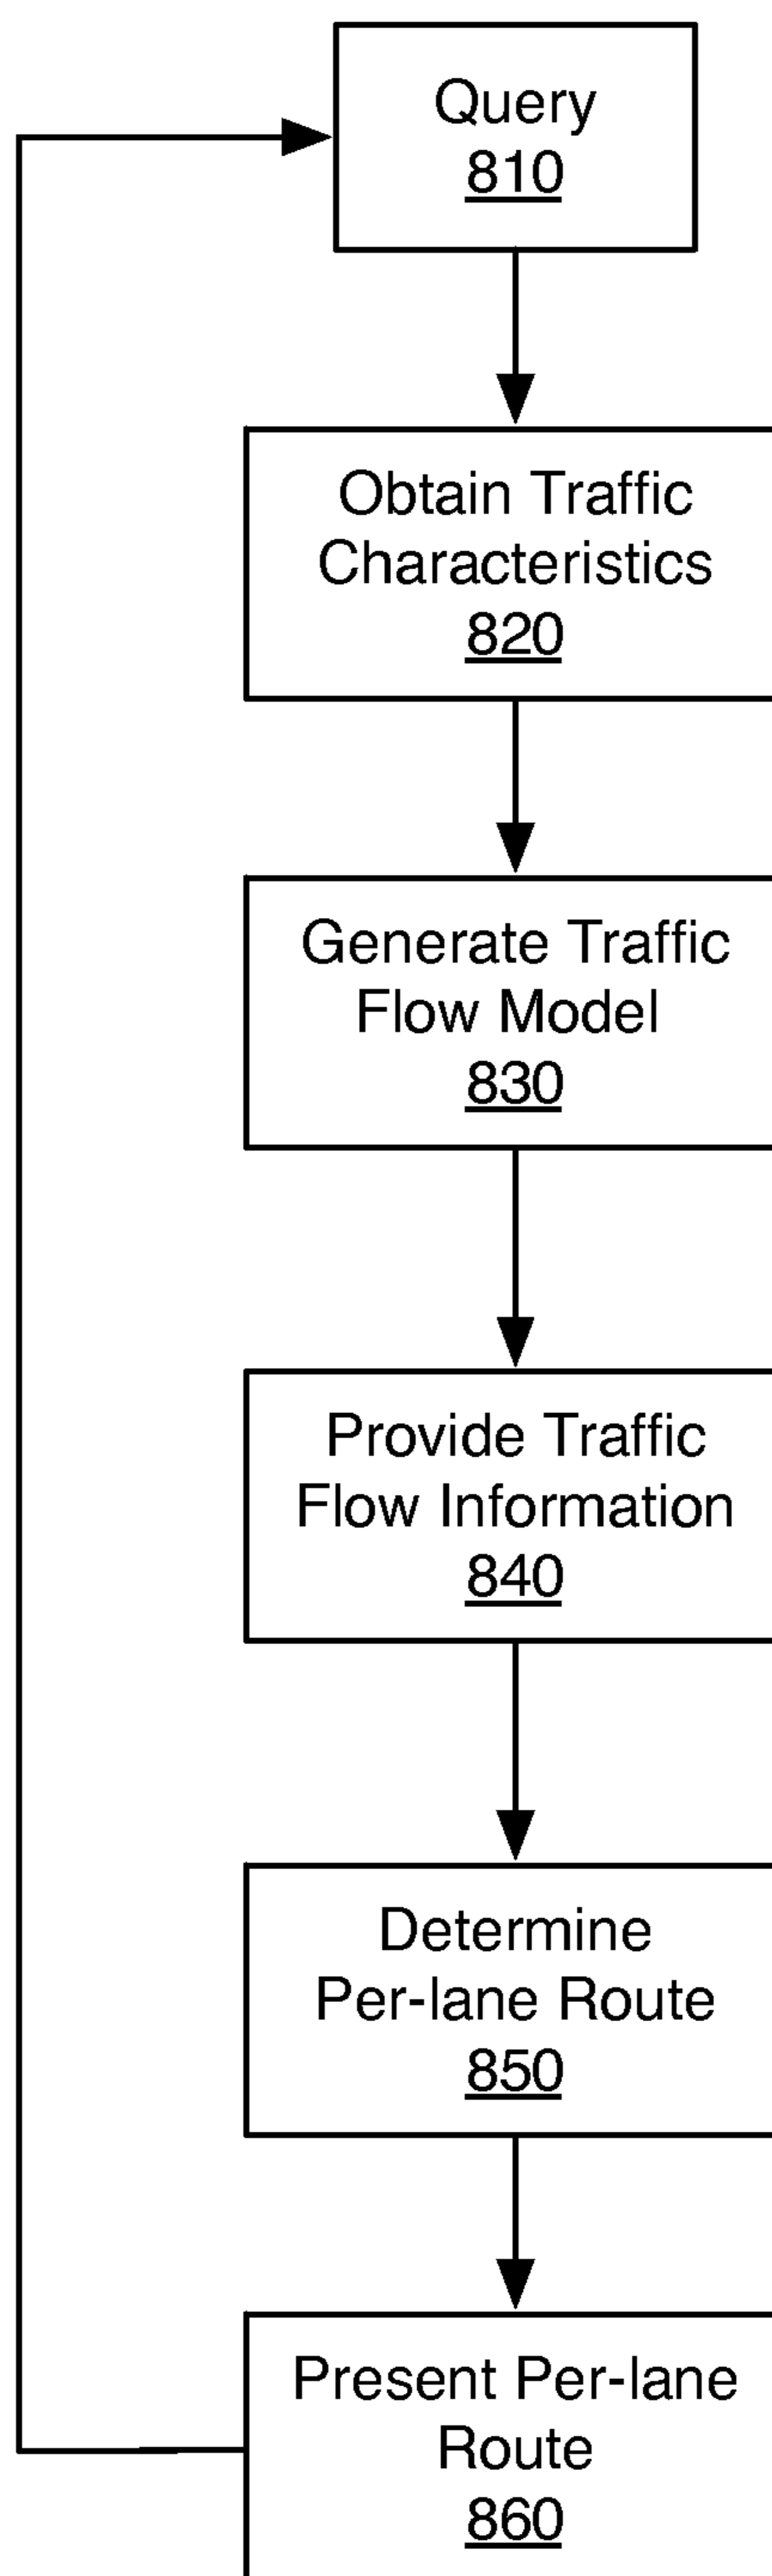 Query
810
Obtain Traffic
Characteristics
820
Generate Traffic
Flow Model
830
Provide Traffic
Flow Information
840
Determine
Per-lane Route
850
Present Per-lane
Route
860